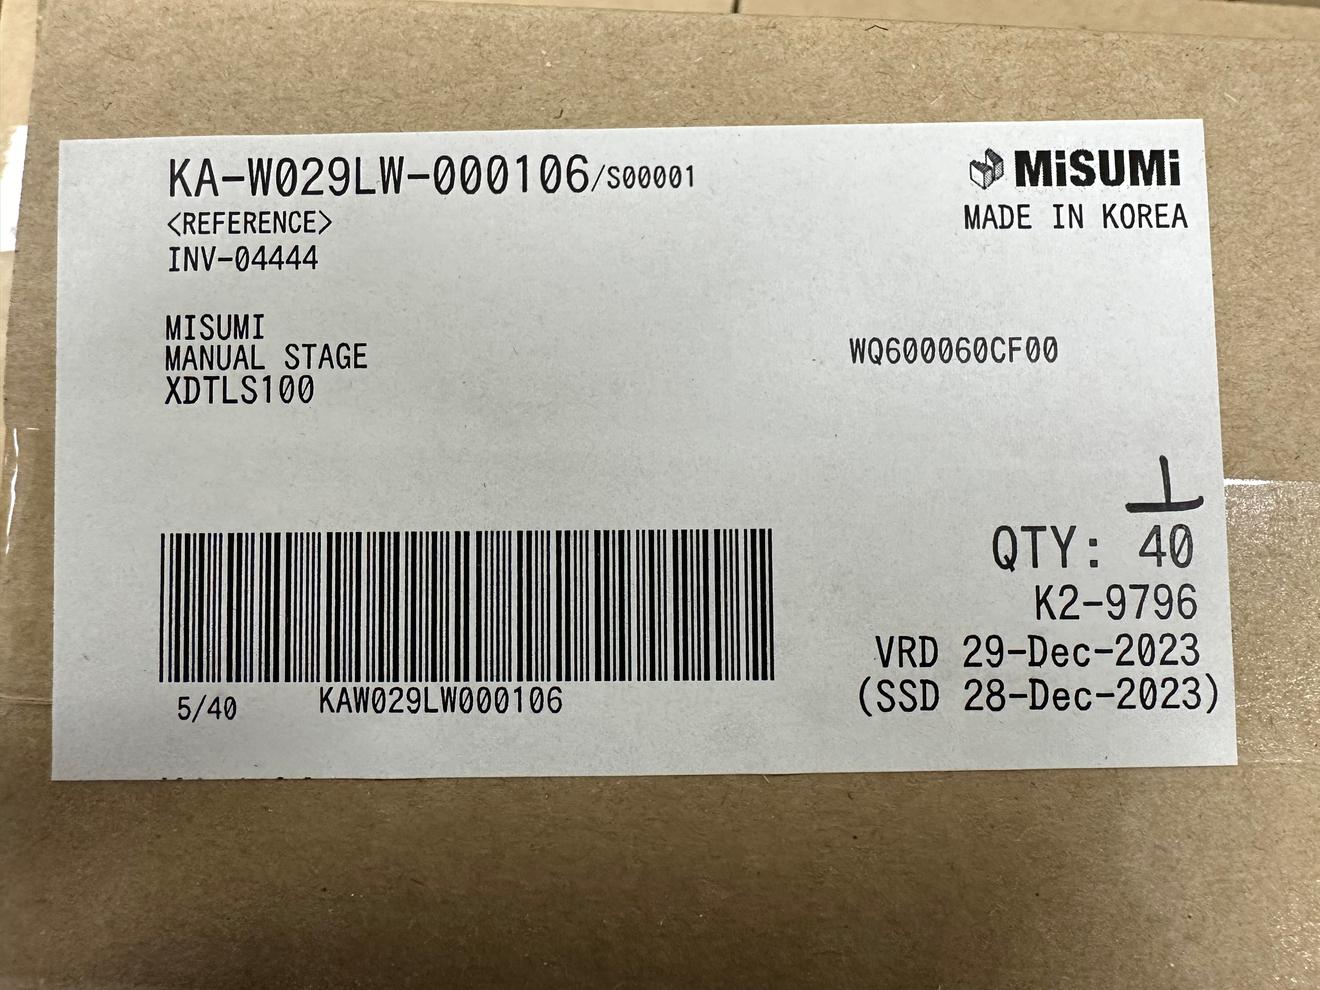 KA-W029LW-000106/S00001
MiSUMi
<REFERENCE>
MADE IN KOREA
INV-04444
MISUMI
MANUAL STAGE
WQ600060CF00
XDTLS100
1
QTY: 40
K2-9796
VRD 29-Dec-2023
5/40 KAW029LW000106
(SSD 28-Dec-2023)